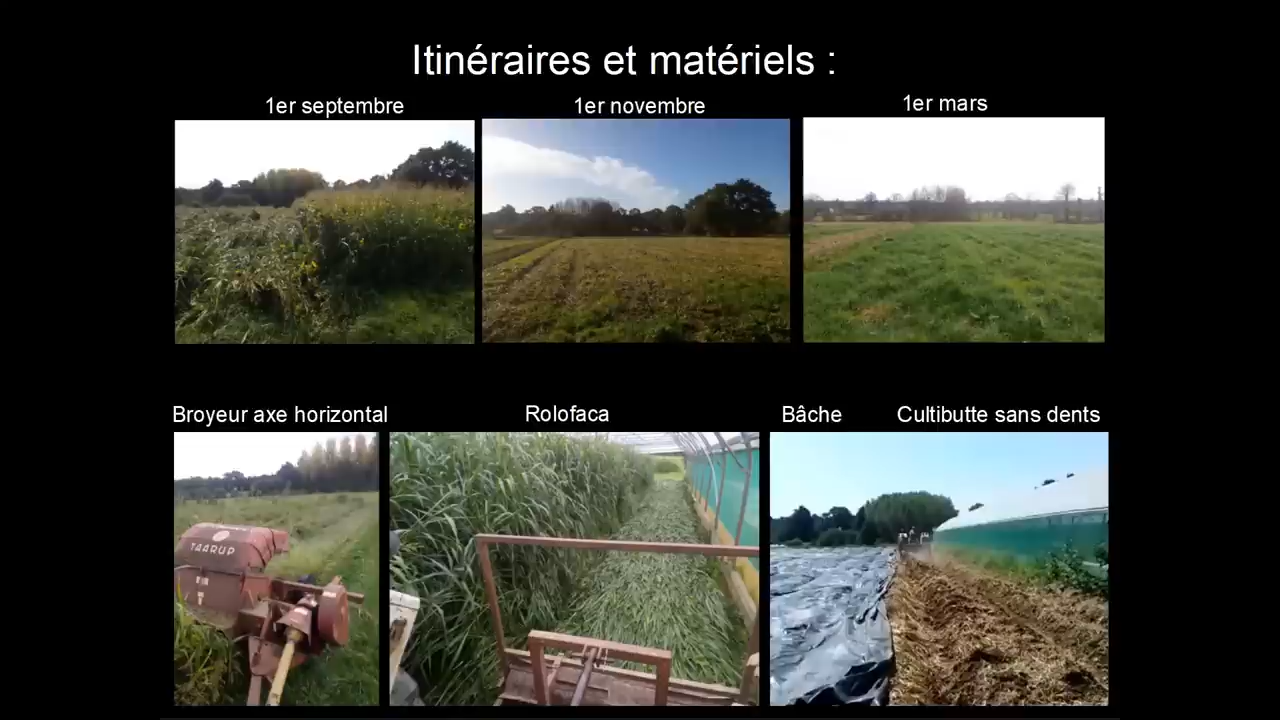 Itinéraires et matériels :
1er septembre
1er novembre
1er mars
Broyeur axe horizontal
Rolofaca
Bâche
Cultibutte sans dents
TAARUP